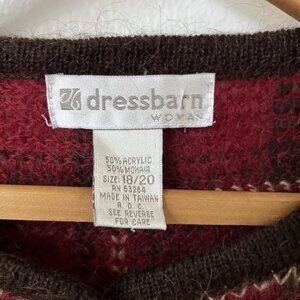 dressbarn
WOMAN
50% ACRYLIC
50% MOHAIR
SIZE: 18/20
RN 63264
MADE IN TAIWAN
R. O. C.
SEE REVERSE
FOR CARE